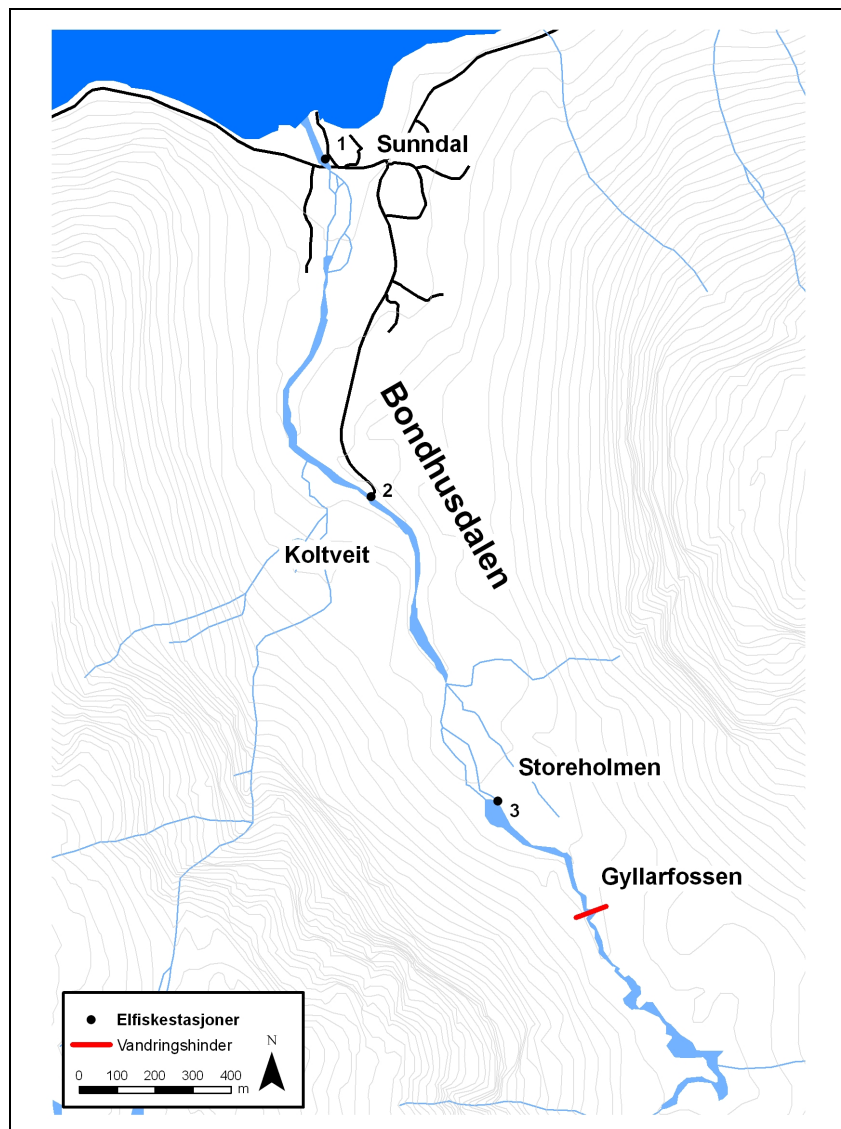 1
Sunndal
Bondhusdalen
2
Koltveit
Storeholmen
3
Gyllarfossen
Elfiskestasjoner
Vandringshinder
N
0 100 200 300 400
m